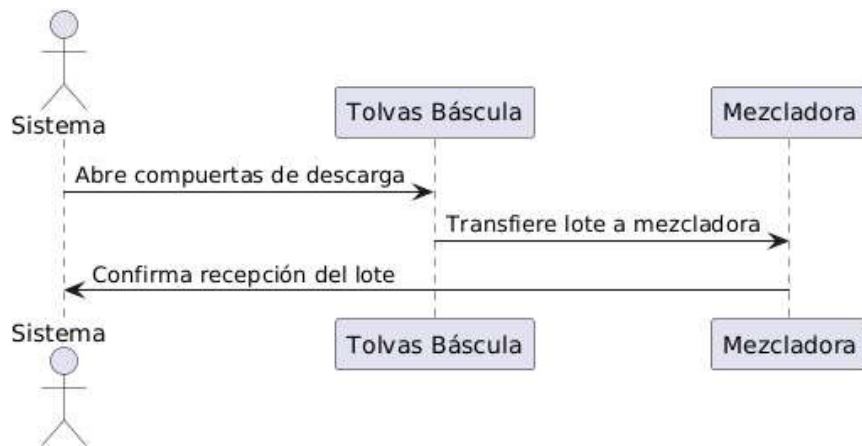 Sistema
Tolvas Báscula
Mezcladora
Abre compuertas de descarga
Transfiere lote a mezcladora
Confirma recepción del lote
Sistema
Tolvas Báscula
Mezcladora